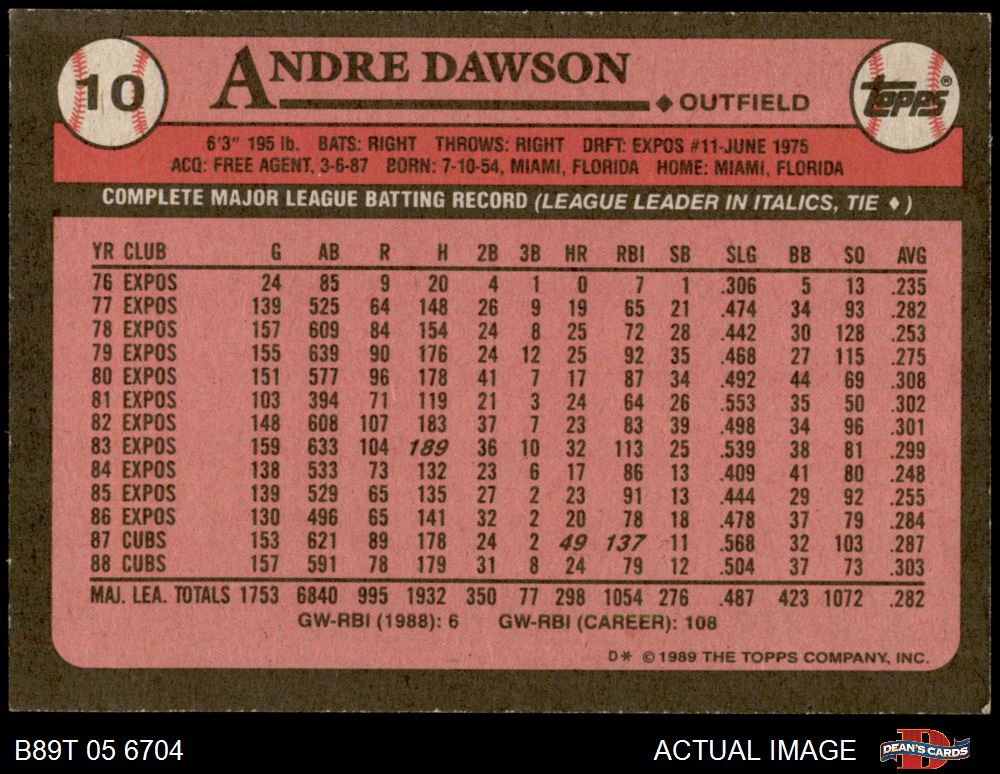 10
ANDRE DAWSON
◆ OUTFIELD
TOPPS®
6'3" 195 lb. BATS: RIGHT THROWS: RIGHT DRFT: EXPOS #11-JUNE 1975
ACQ: FREE AGENT, 3-6-87 BORN: 7-10-54, MIAMI, FLORIDA HOME: MIAMI, FLORIDA
COMPLETE MAJOR LEAGUE BATTING RECORD (LEAGUE LEADER IN ITALICS, TIE ♦)
YR CLUB G AB R H 2B 3B HR RBI SB SLG BB SO AVG
76 EXPOS 24 85 9 20 4 1 0 7 1 .306 5 13 .235
77 EXPOS 139 525 64 148 26 9 19 65 21 .474 34 93 .282
78 EXPOS 157 609 84 154 24 8 25 72 28 .442 30 128 .253
79 EXPOS 155 639 90 176 24 12 25 92 35 .468 27 115 .275
80 EXPOS 151 577 96 178 41 7 17 87 34 .492 44 69 .308
81 EXPOS 103 394 71 119 21 3 24 64 26 .553 35 50 .302
82 EXPOS 148 608 107 183 37 7 23 83 39 .498 34 96 .301
83 EXPOS 159 633 104 189 36 10 32 113 25 .539 38 81 .299
84 EXPOS 138 533 73 132 23 6 17 86 13 .409 41 80 .248
85 EXPOS 139 529 65 135 27 2 23 91 13 .444 29 92 .255
86 EXPOS 130 496 65 141 32 2 20 78 18 .478 37 79 .284
87 CUBS 153 621 89 178 24 2 49 137 11 .568 32 103 .287
88 CUBS 157 591 78 179 31 8 24 79 12 .504 37 73 .303
MAJ. LEA. TOTALS 1753 6840 995 1932 350 77 298 1054 276 .487 423 1072 .282
GW-RBI (1988): 6 GW-RBI (CAREER): 108
D* © 1989 THE TOPPS COMPANY, INC.
B89T 05 6704
ACTUAL IMAGE
DEAN'S CARDS